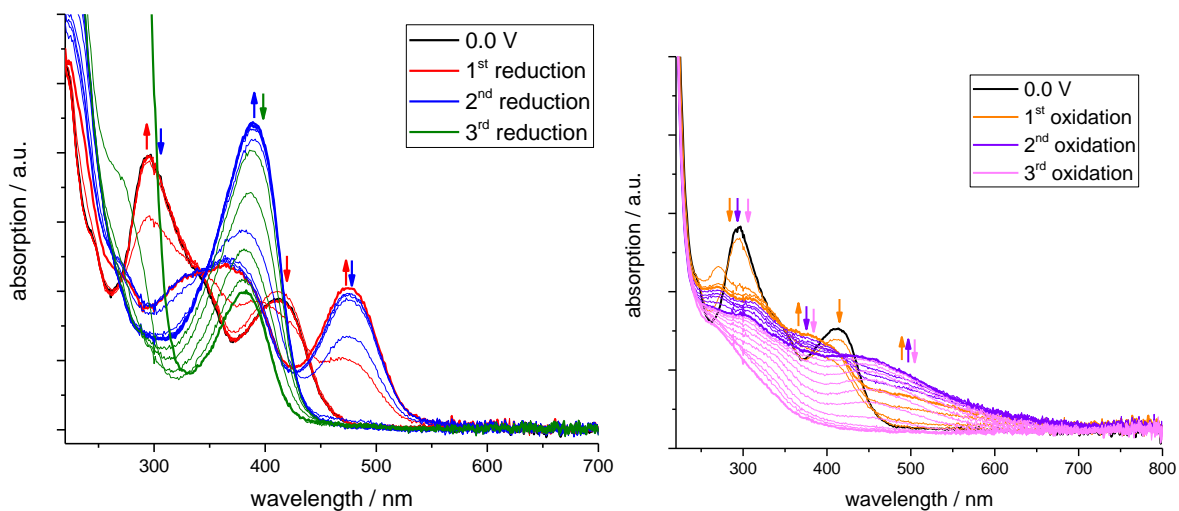 absorption / a.u.
0.0 V
1st reduction
2nd reduction
3rd reduction
300 400 500 600 700
wavelength / nm
absorption / a.u.
0.0 V
1st oxidation
2nd oxidation
3rd oxidation
300 400 500 600 700 800
wavelength / nm